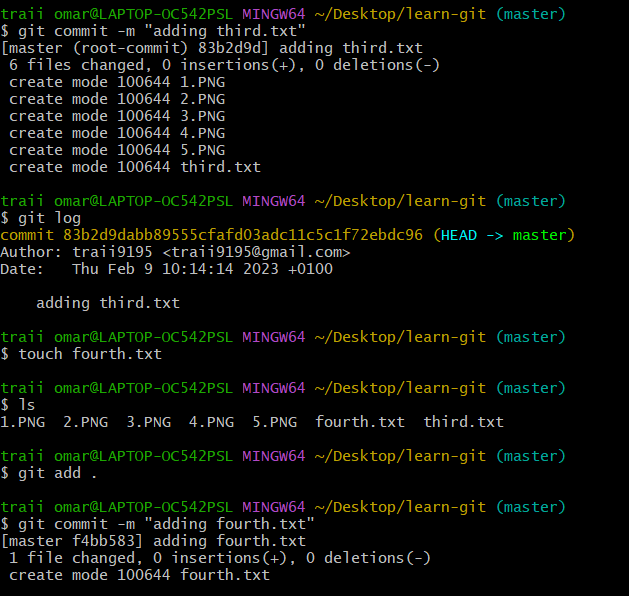 traii omar@LAPTOP-OC542PSL MINGW64 ~/Desktop/learn-git (master)
$ git commit -m "adding third.txt"
[master (root-commit) 83b2d9d] adding third.txt
 6 files changed, 0 insertions(+), 0 deletions(-)
 create mode 100644 1.PNG
 create mode 100644 2.PNG
 create mode 100644 3.PNG
 create mode 100644 4.PNG
 create mode 100644 5.PNG
 create mode 100644 third.txt
traii omar@LAPTOP-OC542PSL MINGW64 ~/Desktop/learn-git (master)
$ git log
commit 83b2d9dabb89555cfafd03adc11c5c1f72ebdc96 (HEAD -> master)
Author: traii9195 <traii9195@gmail.com>
Date:   Thu Feb 9 10:14:14 2023 +0100
    adding third.txt
traii omar@LAPTOP-OC542PSL MINGW64 ~/Desktop/learn-git (master)
$ touch fourth.txt
traii omar@LAPTOP-OC542PSL MINGW64 ~/Desktop/learn-git (master)
$ ls
1.PNG  2.PNG  3.PNG  4.PNG  5.PNG  fourth.txt  third.txt
traii omar@LAPTOP-OC542PSL MINGW64 ~/Desktop/learn-git (master)
$ git add .
traii omar@LAPTOP-OC542PSL MINGW64 ~/Desktop/learn-git (master)
$ git commit -m "adding fourth.txt"
[master f4bb583] adding fourth.txt
 1 file changed, 0 insertions(+), 0 deletions(-)
 create mode 100644 fourth.txt